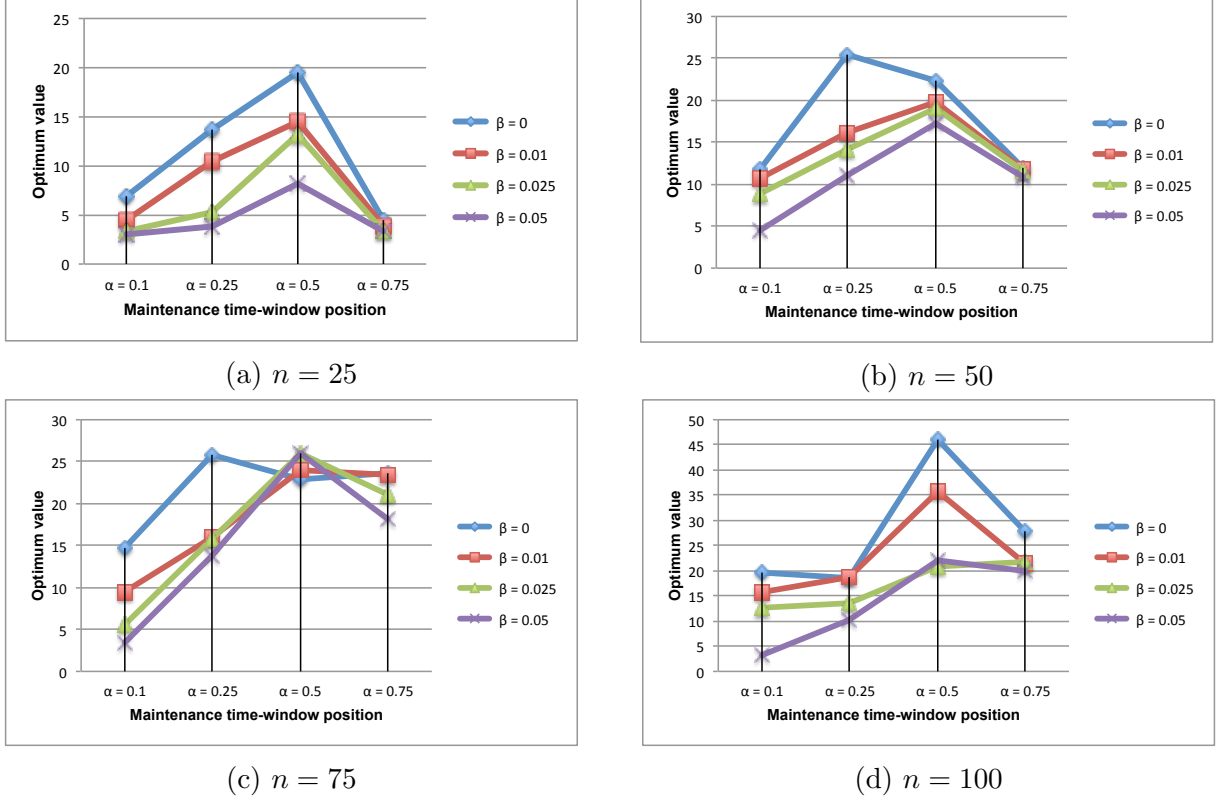 25
20
15
10
5
0
Optimum value
α = 0.1 α = 0.25 α = 0.5 α = 0.75
Maintenance time-window position
β = 0
β = 0.01
β = 0.025
β = 0.05
(a) n = 25
30
25
20
15
10
5
0
Optimum value
α = 0.1 α = 0.25 α = 0.5 α = 0.75
Maintenance time-window position
β = 0
β = 0.01
β = 0.025
β = 0.05
(b) n = 50
30
25
20
15
10
5
0
Optimum value
α = 0.1 α = 0.25 α = 0.5 α = 0.75
Maintenance time-window position
β = 0
β = 0.01
β = 0.025
β = 0.05
(c) n = 75
50
45
40
35
30
25
20
15
10
5
0
Optimum value
α = 0.1 α = 0.25 α = 0.5 α = 0.75
Maintenance time-window position
β = 0
β = 0.01
β = 0.025
β = 0.05
(d) n = 100